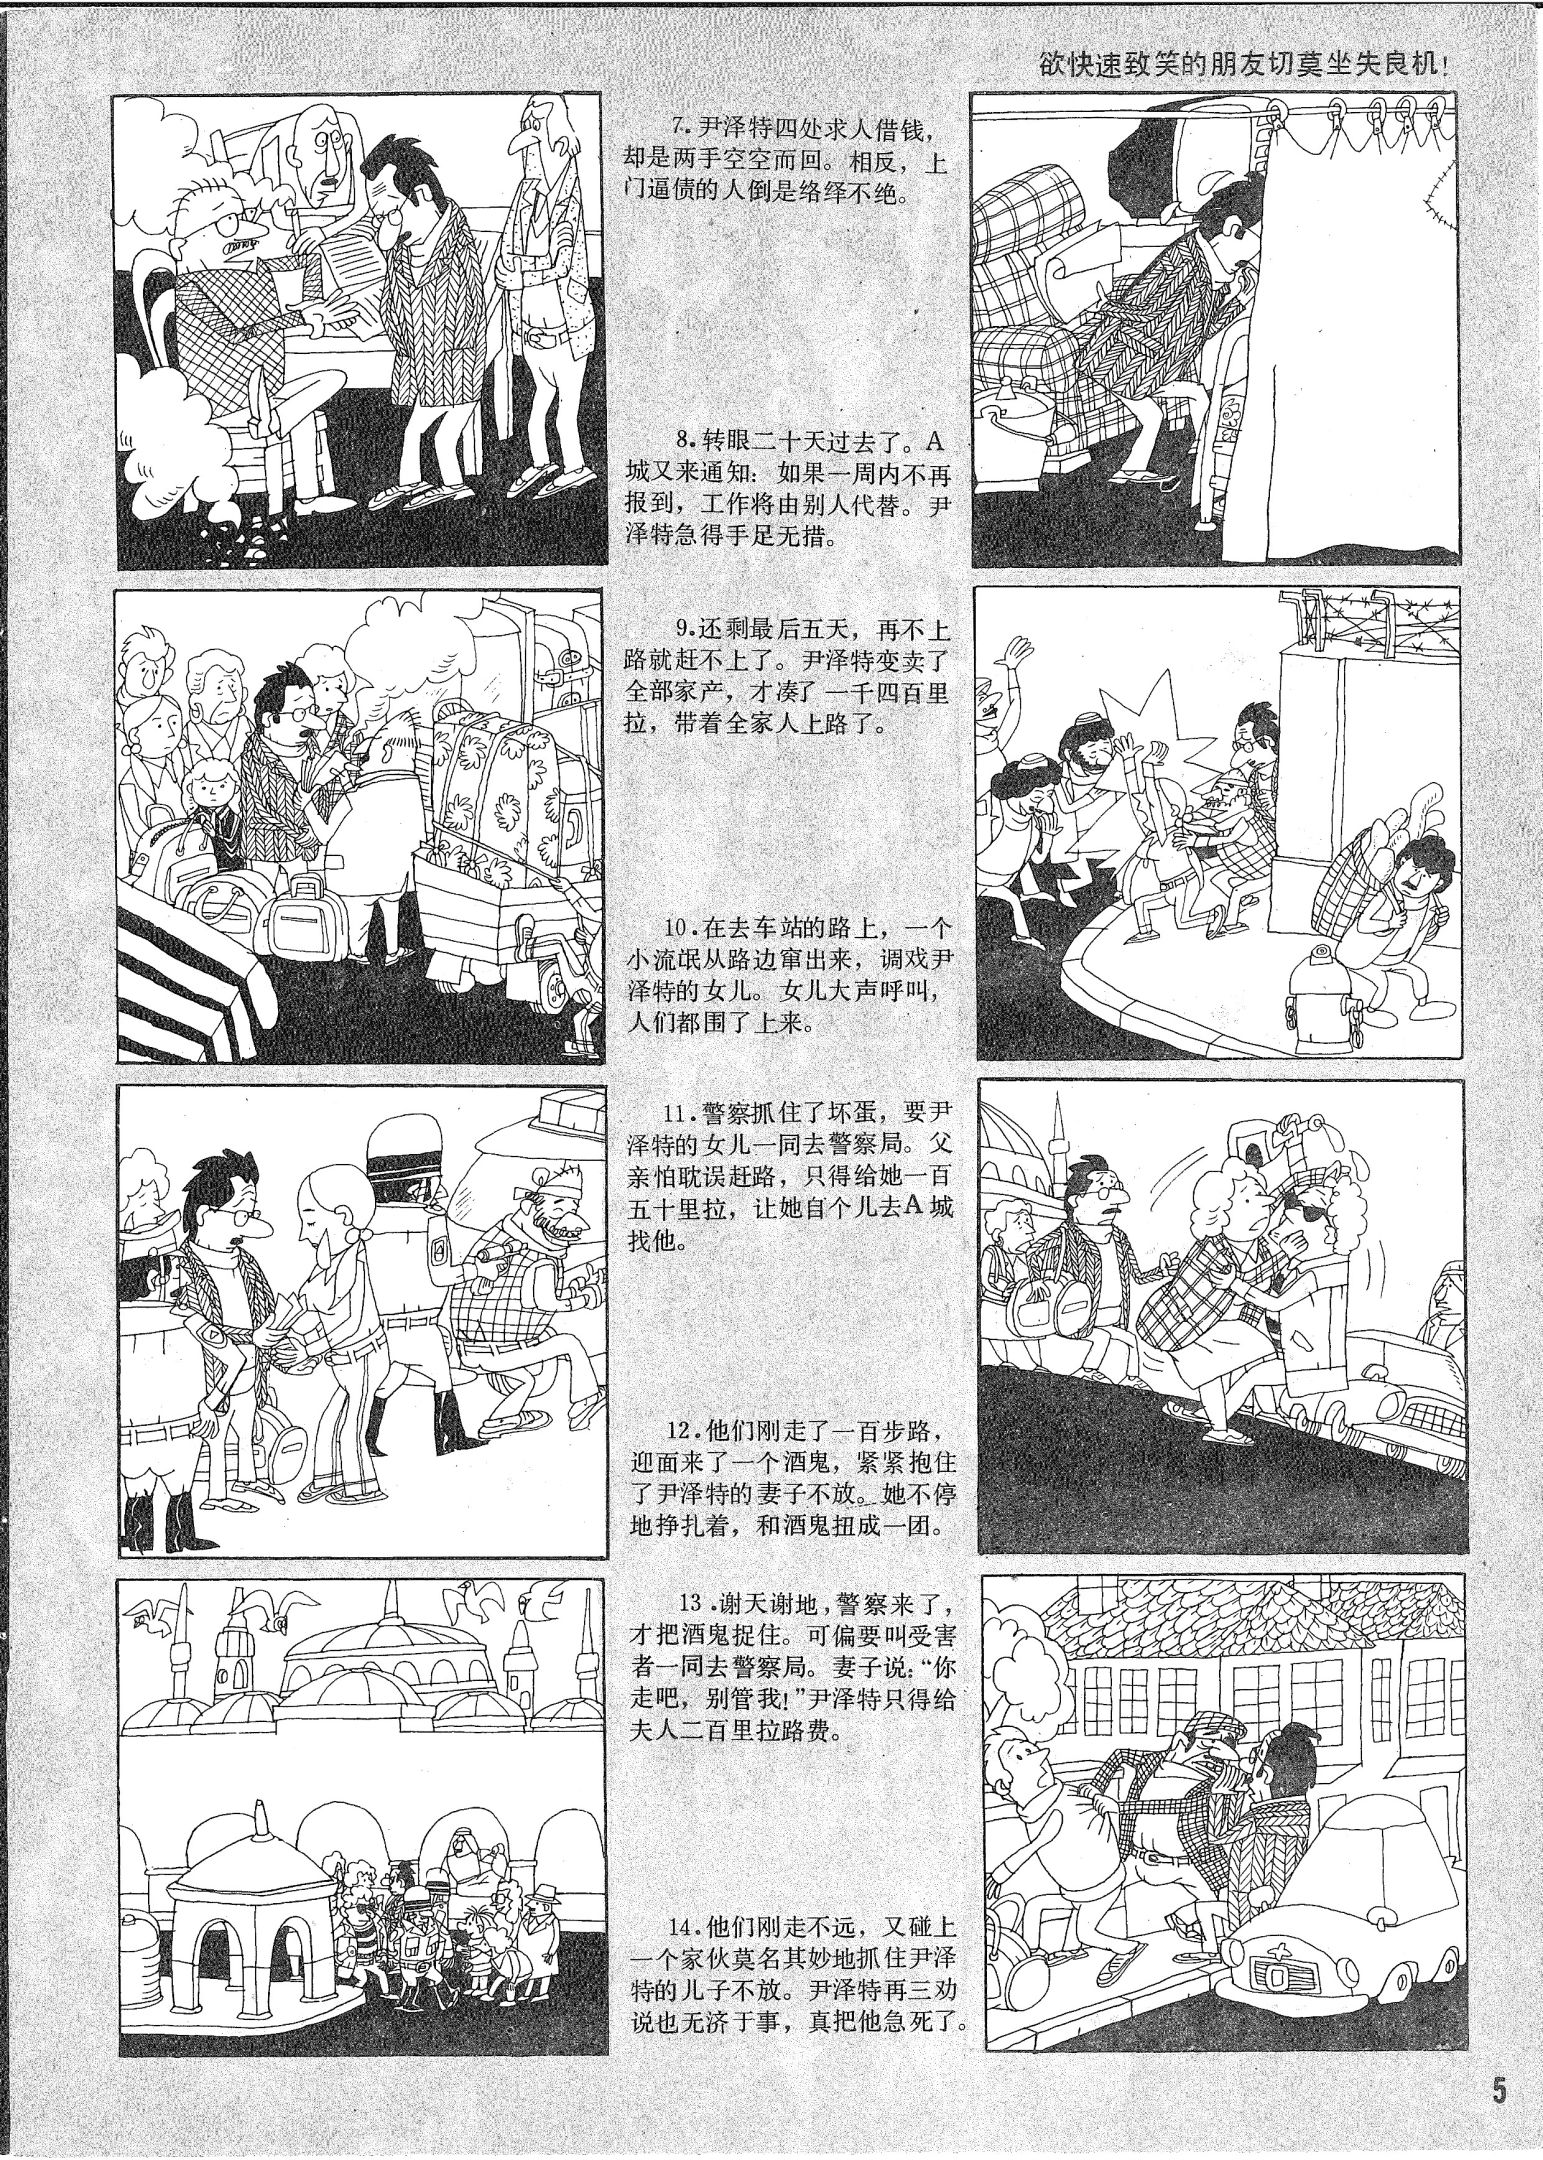 欲快速致笑的朋友切莫坐失良机！
7.尹泽特四处求人借钱，
却是两手空空而回。相反，上
门逼债的人倒是络绎不绝。
8.转眼二十天过去了。A
城又来通知：如果一周内不再
报到，工作将由别人代替。尹
泽特急得手足无措。
9.还剩最后五天，再不上
路就赶不上了。尹泽特变卖了
全部家产，才凑了一千四百里
拉，带着全家人上路了。
10.在去车站的路上，一个
小流氓从路边窜出来，调戏尹
泽特的女儿。女儿大声呼叫，
人们都围了上来。
11.警察抓住了坏蛋，要尹
泽特的女儿一同去警察局。父
亲怕耽误赶路，只得给她一百
五十里拉，让她自个儿去A城
找他。
12.他们刚走了一百步路，
迎面来了一个酒鬼，紧紧抱住
了尹泽特的妻子不放。她不停
地挣扎着，和酒鬼扭成一团。
13.谢天谢地，警察来了，
才把酒鬼捉住。可偏要叫受害
者一同去警察局。妻子说：“你
走吧，别管我！”尹泽特只得给
夫人二百里拉路费。
14.他们刚走不远，又碰上
一个家伙莫名其妙地抓住尹泽
特的儿子不放。尹泽特再三劝
说也无济于事，真把他急死了。
5